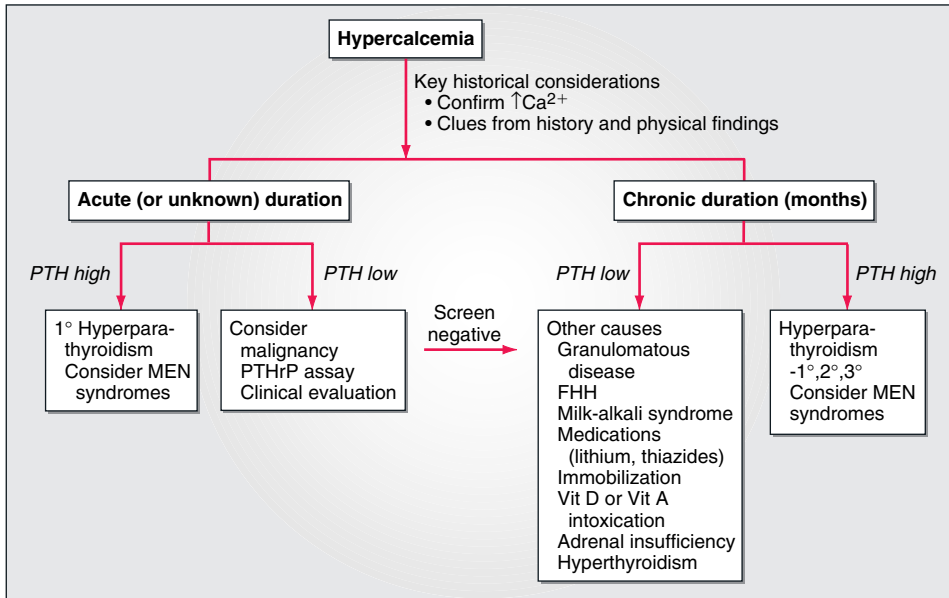 Hypercalcemia
Key historical considerations
• Confirm ↑Ca²⁺
• Clues from history and physical findings
Acute (or unknown) duration
Chronic duration (months)
PTH high
PTH low
PTH low
PTH high
1° Hyperpara-
thyroidism
Consider MEN
syndromes
Consider
malignancy
PTHrP assay
Clinical evaluation
Screen
negative
Other causes
Granulomatous
disease
FHH
Milk-alkali syndrome
Medications
(lithium, thiazides)
Immobilization
Vit D or Vit A
intoxication
Adrenal insufficiency
Hyperthyroidism
Hyperpara-
thyroidism
-1°,2°,3°
Consider MEN
syndromes